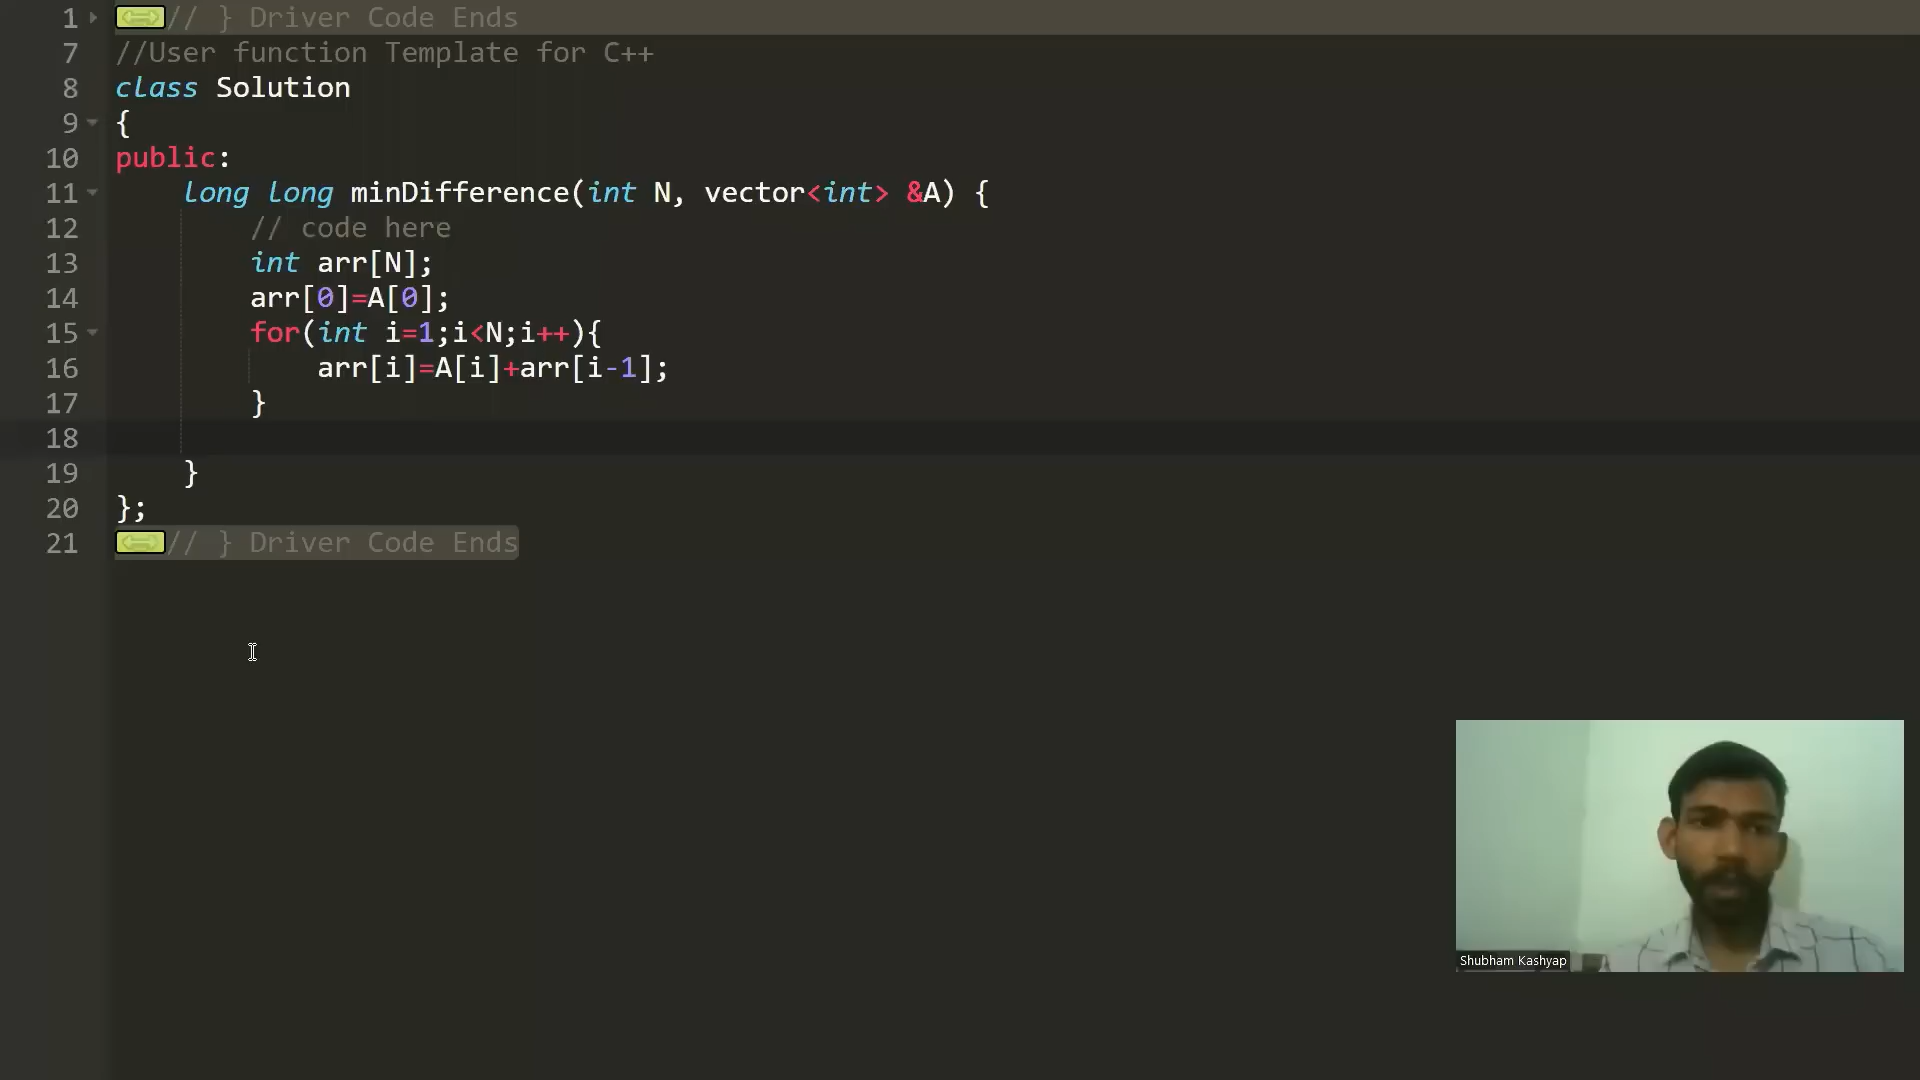 1 // } Driver Code Ends
7 //User function Template for C++
8 class Solution
9 {
10 public:
11 long long minDifference(int N, vector<int> &A) {
12 // code here
13 int arr[N];
14 arr[0]=A[0];
15 for(int i=1;i<N;i++){
16 arr[i]=A[i]+arr[i-1];
17 }
18
19 }
20 };
21 // } Driver Code Ends
Shubham Kashyap